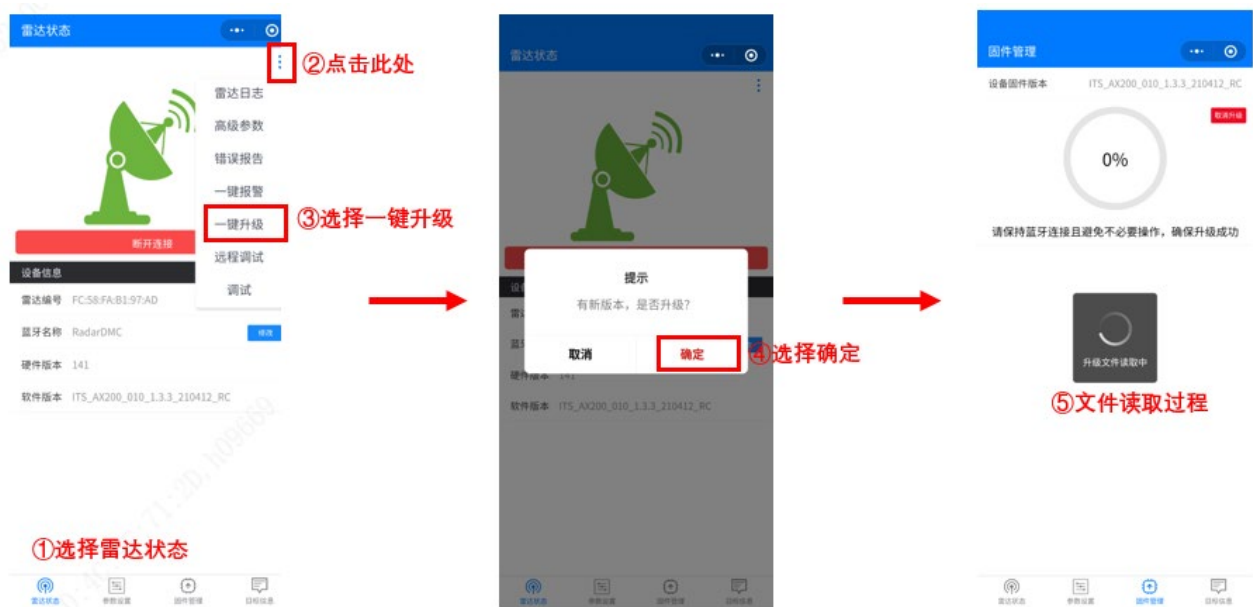 雷达状态
②点击此处
雷达日志
高级参数
错误报告
一键报警
一键升级
③选择一键升级
远程调试
调试
断开连接
设备信息
雷达编号 FC:58:FA:B1:97:AD
蓝牙名称 RadarDMC
修改
硬件版本 141
软件版本 ITS_AX200_010_1.3.3_210412_RC
①选择雷达状态
雷达状态
参数设置
固件管理
目标信息
雷达状态
提示
有新版本，是否升级？
取消
确定
④选择确定
硬件版本 141
软件版本 ITS_AX200_010_1.3.3_210412_RC
雷达状态
参数设置
固件管理
目标信息
固件管理
设备固件版本 ITS_AX200_010_1.3.3_210412_RC
取消升级
0%
请保持蓝牙连接且避免不必要操作，确保升级成功
升级文件读取中
⑤文件读取过程
雷达状态
参数设置
固件管理
目标信息